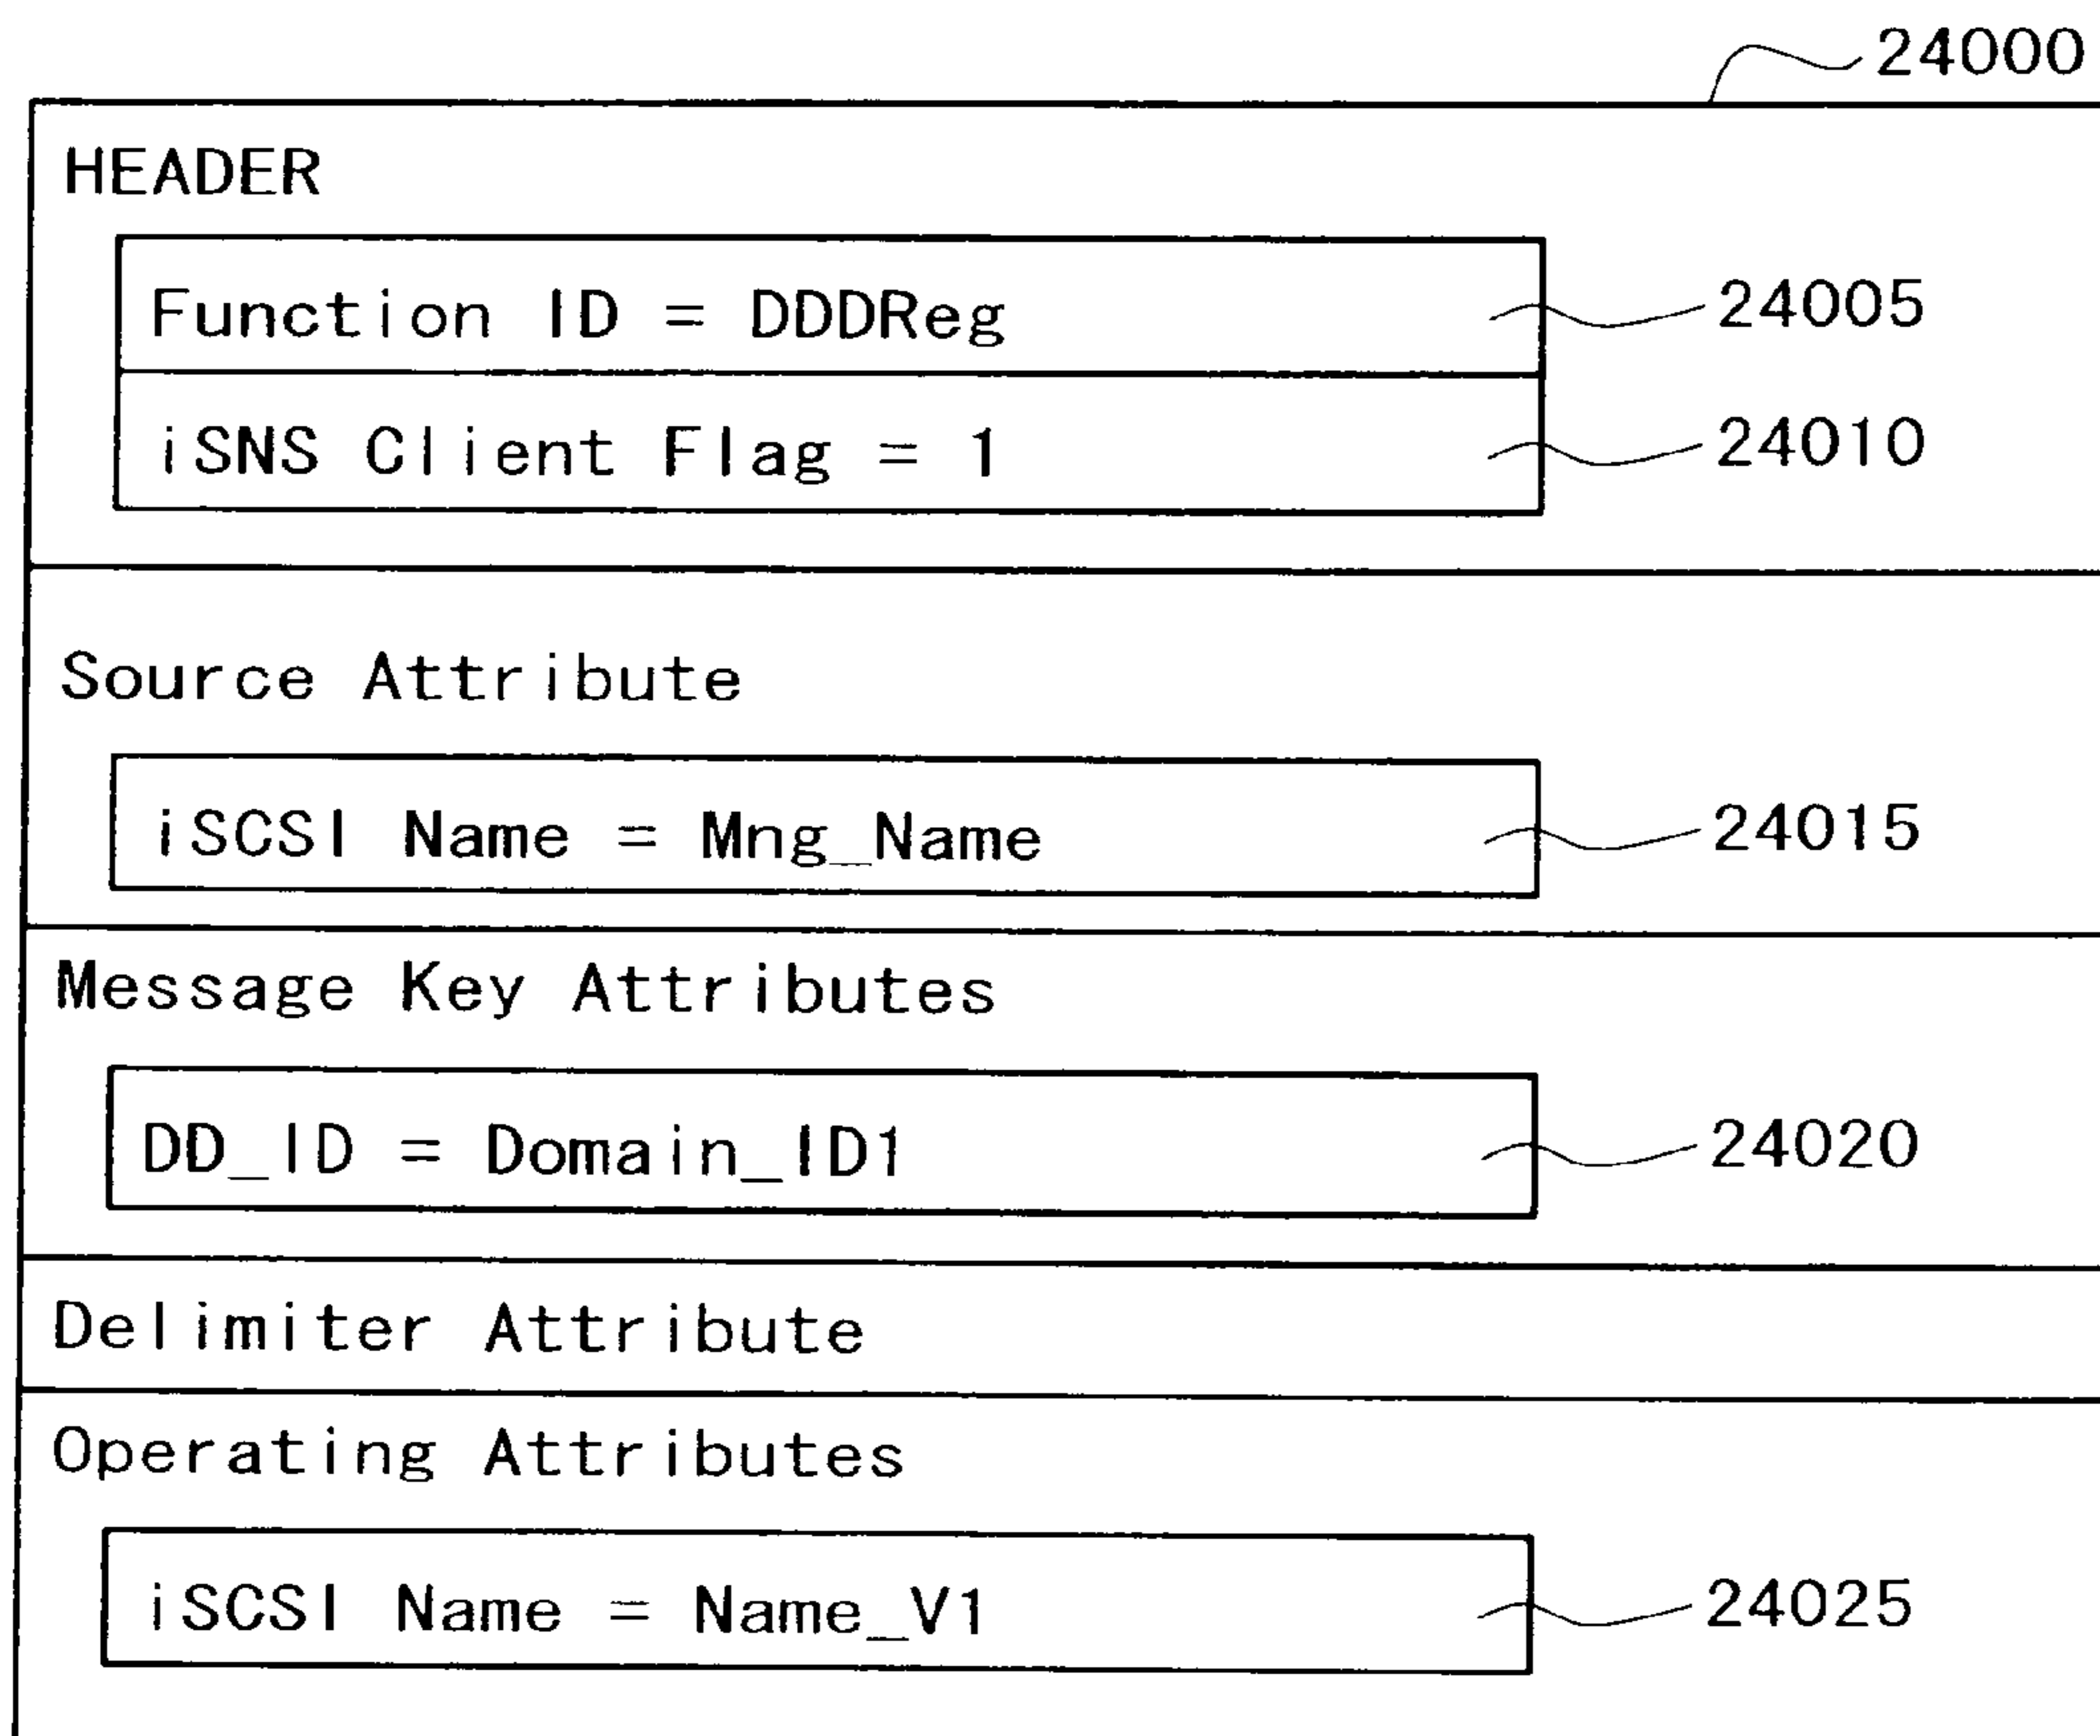 24000
HEADER
Function ID = DDDReg 24005
iSNS Client Flag = 1 24010
Source Attribute
iSCSI Name = Mng_Name 24015
Message Key Attributes
DD_ID = Domain_ID1 24020
Delimiter Attribute
Operating Attributes
iSCSI Name = Name_V1 24025